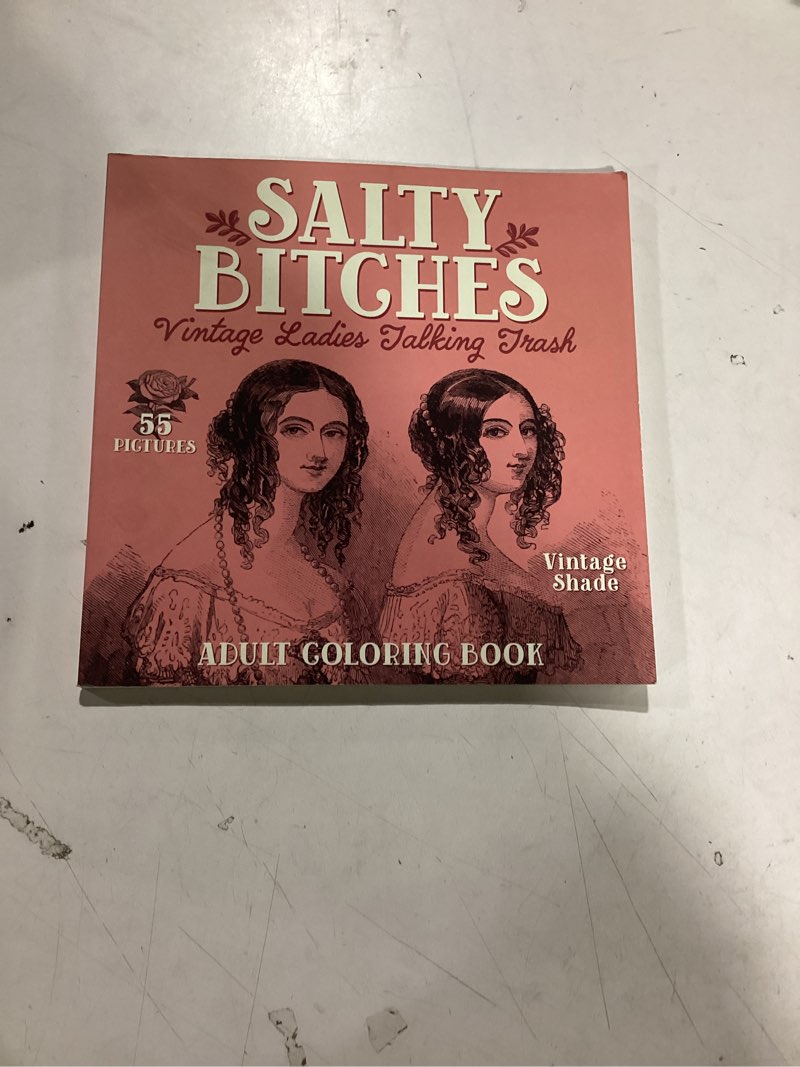 SALTY
BITCHES
Vintage Ladies Talking Trash
55
PICTURES
Vintage
Shade
ADULT COLORING BOOK